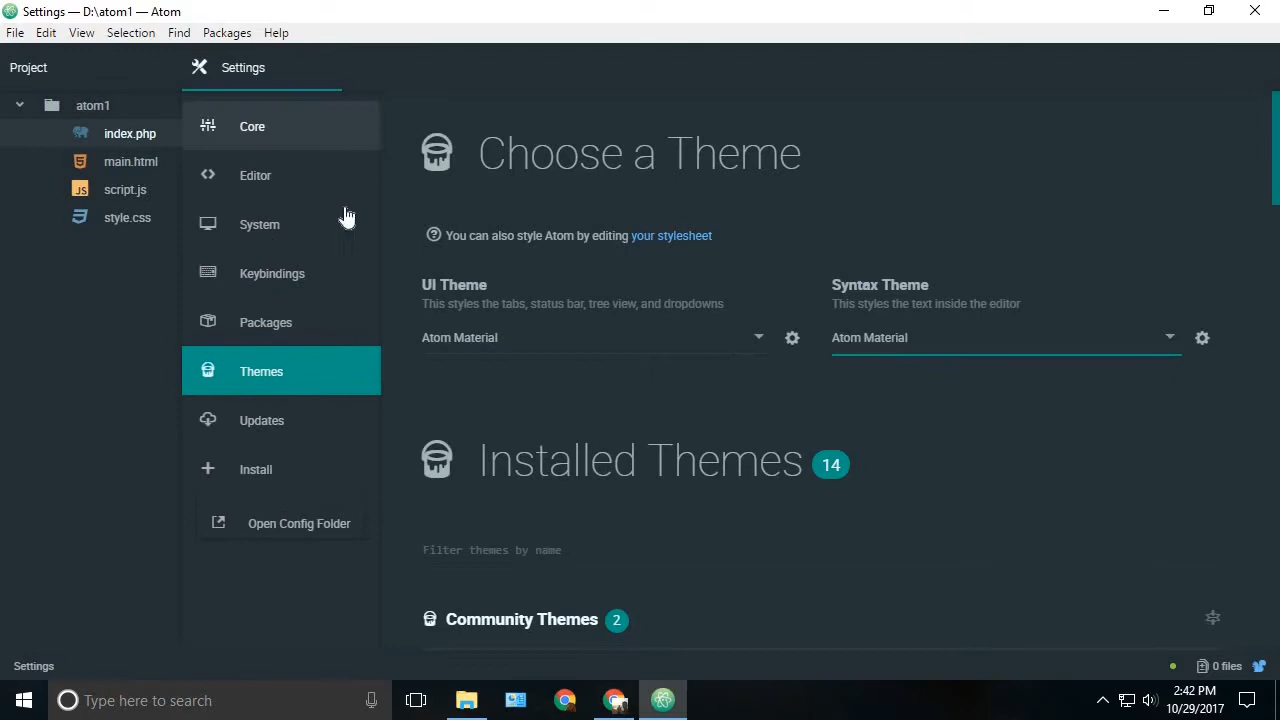 Settings — D:\atom1 — Atom
File Edit View Selection Find Packages Help
Project
Settings
atom1
index.php
main.html
JS script.js
style.css
Core
Editor
System
Keybindings
Packages
Themes
Updates
Install
Open Config Folder
Choose a Theme
You can also style Atom by editing your stylesheet
UI Theme
This styles the tabs, status bar, tree view, and dropdowns
Atom Material
Syntax Theme
This styles the text inside the editor
Atom Material
Installed Themes 14
Filter themes by name
Community Themes 2
Settings
0 files
Type here to search
2:42 PM
10/29/2017